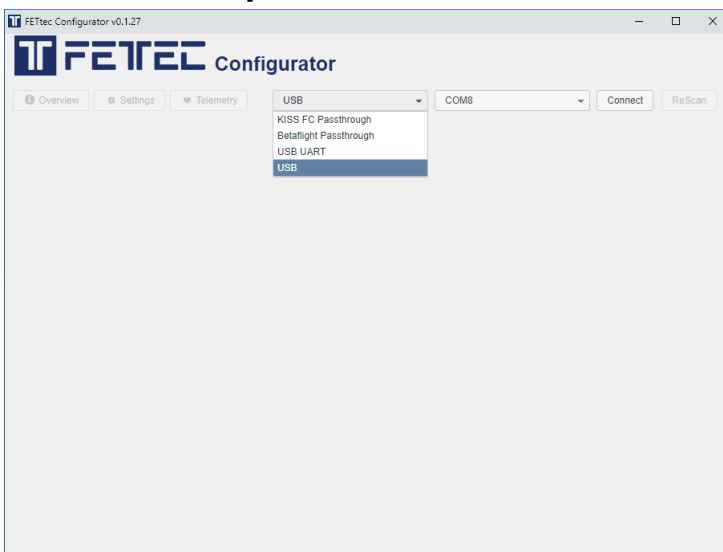 FETtec Configurator v0.1.27
FETTEC Configurator
Overview Settings Telemetry USB COM8 Connect ReScan
KISS FC Passthrough
Betaflight Passthrough
USB UART
USB